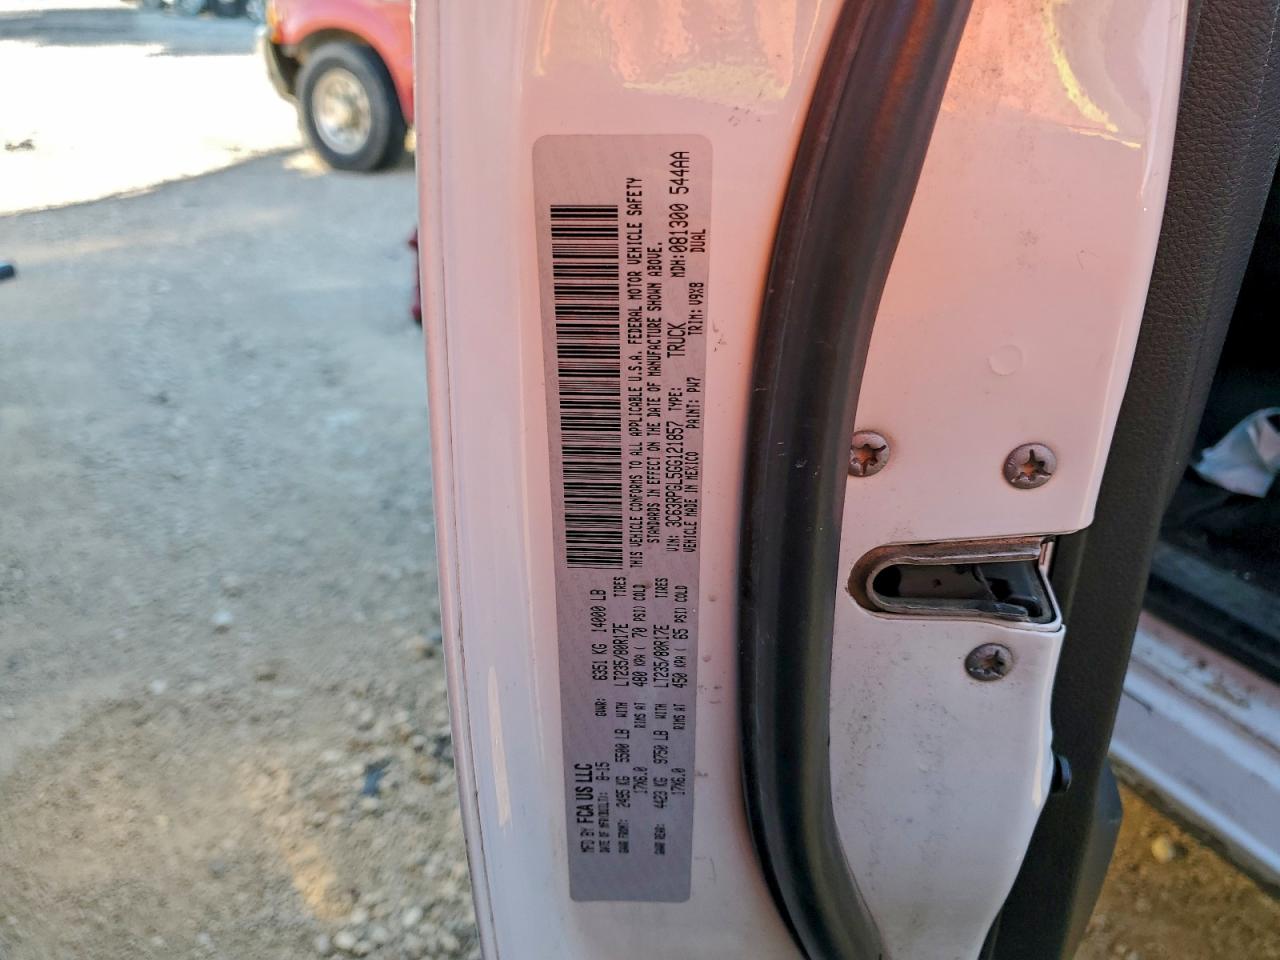 MFD BY FCA US LLC
DATE OF MFR(BUILT): 8-15 GVWR: 6351 KG 14000 LB
GAWR FRONT: 2495 KG 5500 LB WITH LT235/80R17E TIRES
17X6.0 RIMS AT 480 KPA ( 70 PSI) COLD
GAWR REAR: 4423 KG 9750 LB WITH LT235/80R17E TIRES
17X6.0 RIMS AT 450 KPA ( 65 PSI) COLD
THIS VEHICLE CONFORMS TO ALL APPLICABLE U.S.A. FEDERAL MOTOR VEHICLE SAFETY
STANDARDS IN EFFECT ON THE DATE OF MANUFACTURE SHOWN ABOVE.
VIN: 3C63RPGL5GG121857 TYPE: TRUCK MDH: 081300 544AA
VEHICLE MADE IN MEXICO PAINT: PW7 TRIM: V9X8 DUAL